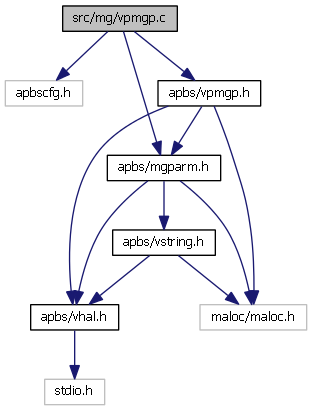 src/mg/vpmgp.c
apbscfg.h
apbs/vpmgp.h
apbs/mgparm.h
apbs/vstring.h
apbs/vhal.h
maloc/maloc.h
stdio.h